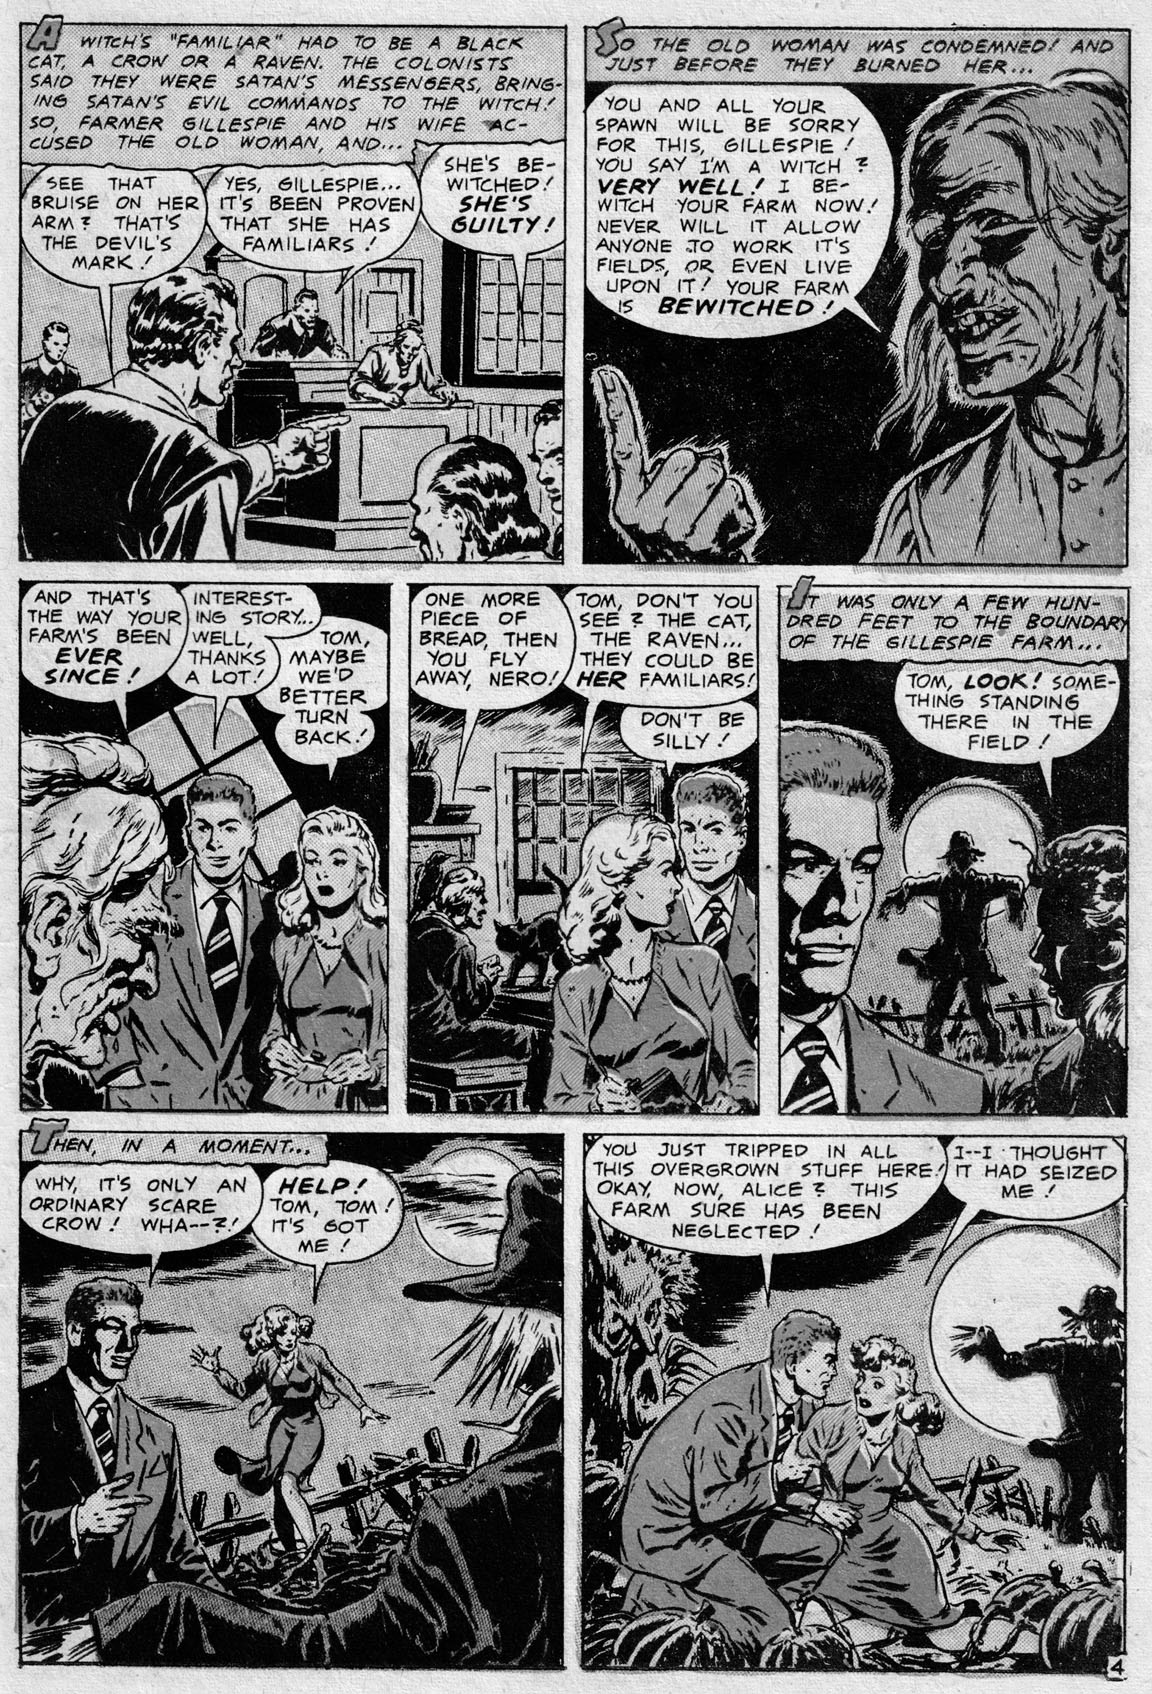 A WITCH'S "FAMILIAR" HAD TO BE A BLACK
CAT, A CROW OR A RAVEN. THE COLONISTS
SAID THEY WERE SATAN'S MESSENGERS, BRING-
ING SATAN'S EVIL COMMANDS TO THE WITCH!
SO, FARMER GILLESPIE AND HIS WIFE AC-
CUSED THE OLD WOMAN, AND...
SEE THAT
BRUISE ON HER
ARM? THAT'S
THE DEVIL'S
MARK!
YES, GILLESPIE...
IT'S BEEN PROVEN
THAT SHE HAS
FAMILIARS!
SHE'S BE-
WITCHED!
SHE'S
GUILTY!
SO THE OLD WOMAN WAS CONDEMNED! AND
JUST BEFORE THEY BURNED HER...
YOU AND ALL YOUR
SPAWN WILL BE SORRY
FOR THIS, GILLESPIE!
YOU SAY I'M A WITCH?
VERY WELL! I BE-
WITCH YOUR FARM NOW!
NEVER WILL IT ALLOW
ANYONE TO WORK IT'S
FIELDS, OR EVEN LIVE
UPON IT! YOUR FARM
IS BEWITCHED!
AND THAT'S
THE WAY YOUR
FARM'S BEEN
EVER
SINCE!
INTEREST-
ING STORY...
WELL,
THANKS
A LOT!
TOM,
MAYBE
WE'D
BETTER
TURN
BACK!
ONE MORE
PIECE OF
BREAD, THEN
YOU FLY
AWAY, NERO!
TOM, DON'T YOU
SEE? THE CAT,
THE RAVEN...
THEY COULD BE
HER FAMILIARS!
DON'T BE
SILLY!
IT WAS ONLY A FEW HUN-
DRED FEET TO THE BOUNDARY
OF THE GILLESPIE FARM...
TOM, LOOK! SOME-
THING STANDING
THERE IN THE
FIELD!
THEN, IN A MOMENT...
WHY, IT'S ONLY AN
ORDINARY SCARE
CROW! WHA--?!
HELP!
TOM, TOM!
IT'S GOT
ME!
YOU JUST TRIPPED IN ALL
THIS OVERGROWN STUFF HERE!
OKAY, NOW, ALICE? THIS
FARM SURE HAS BEEN
NEGLECTED!
I--I THOUGHT
IT HAD SEIZED
ME!
4